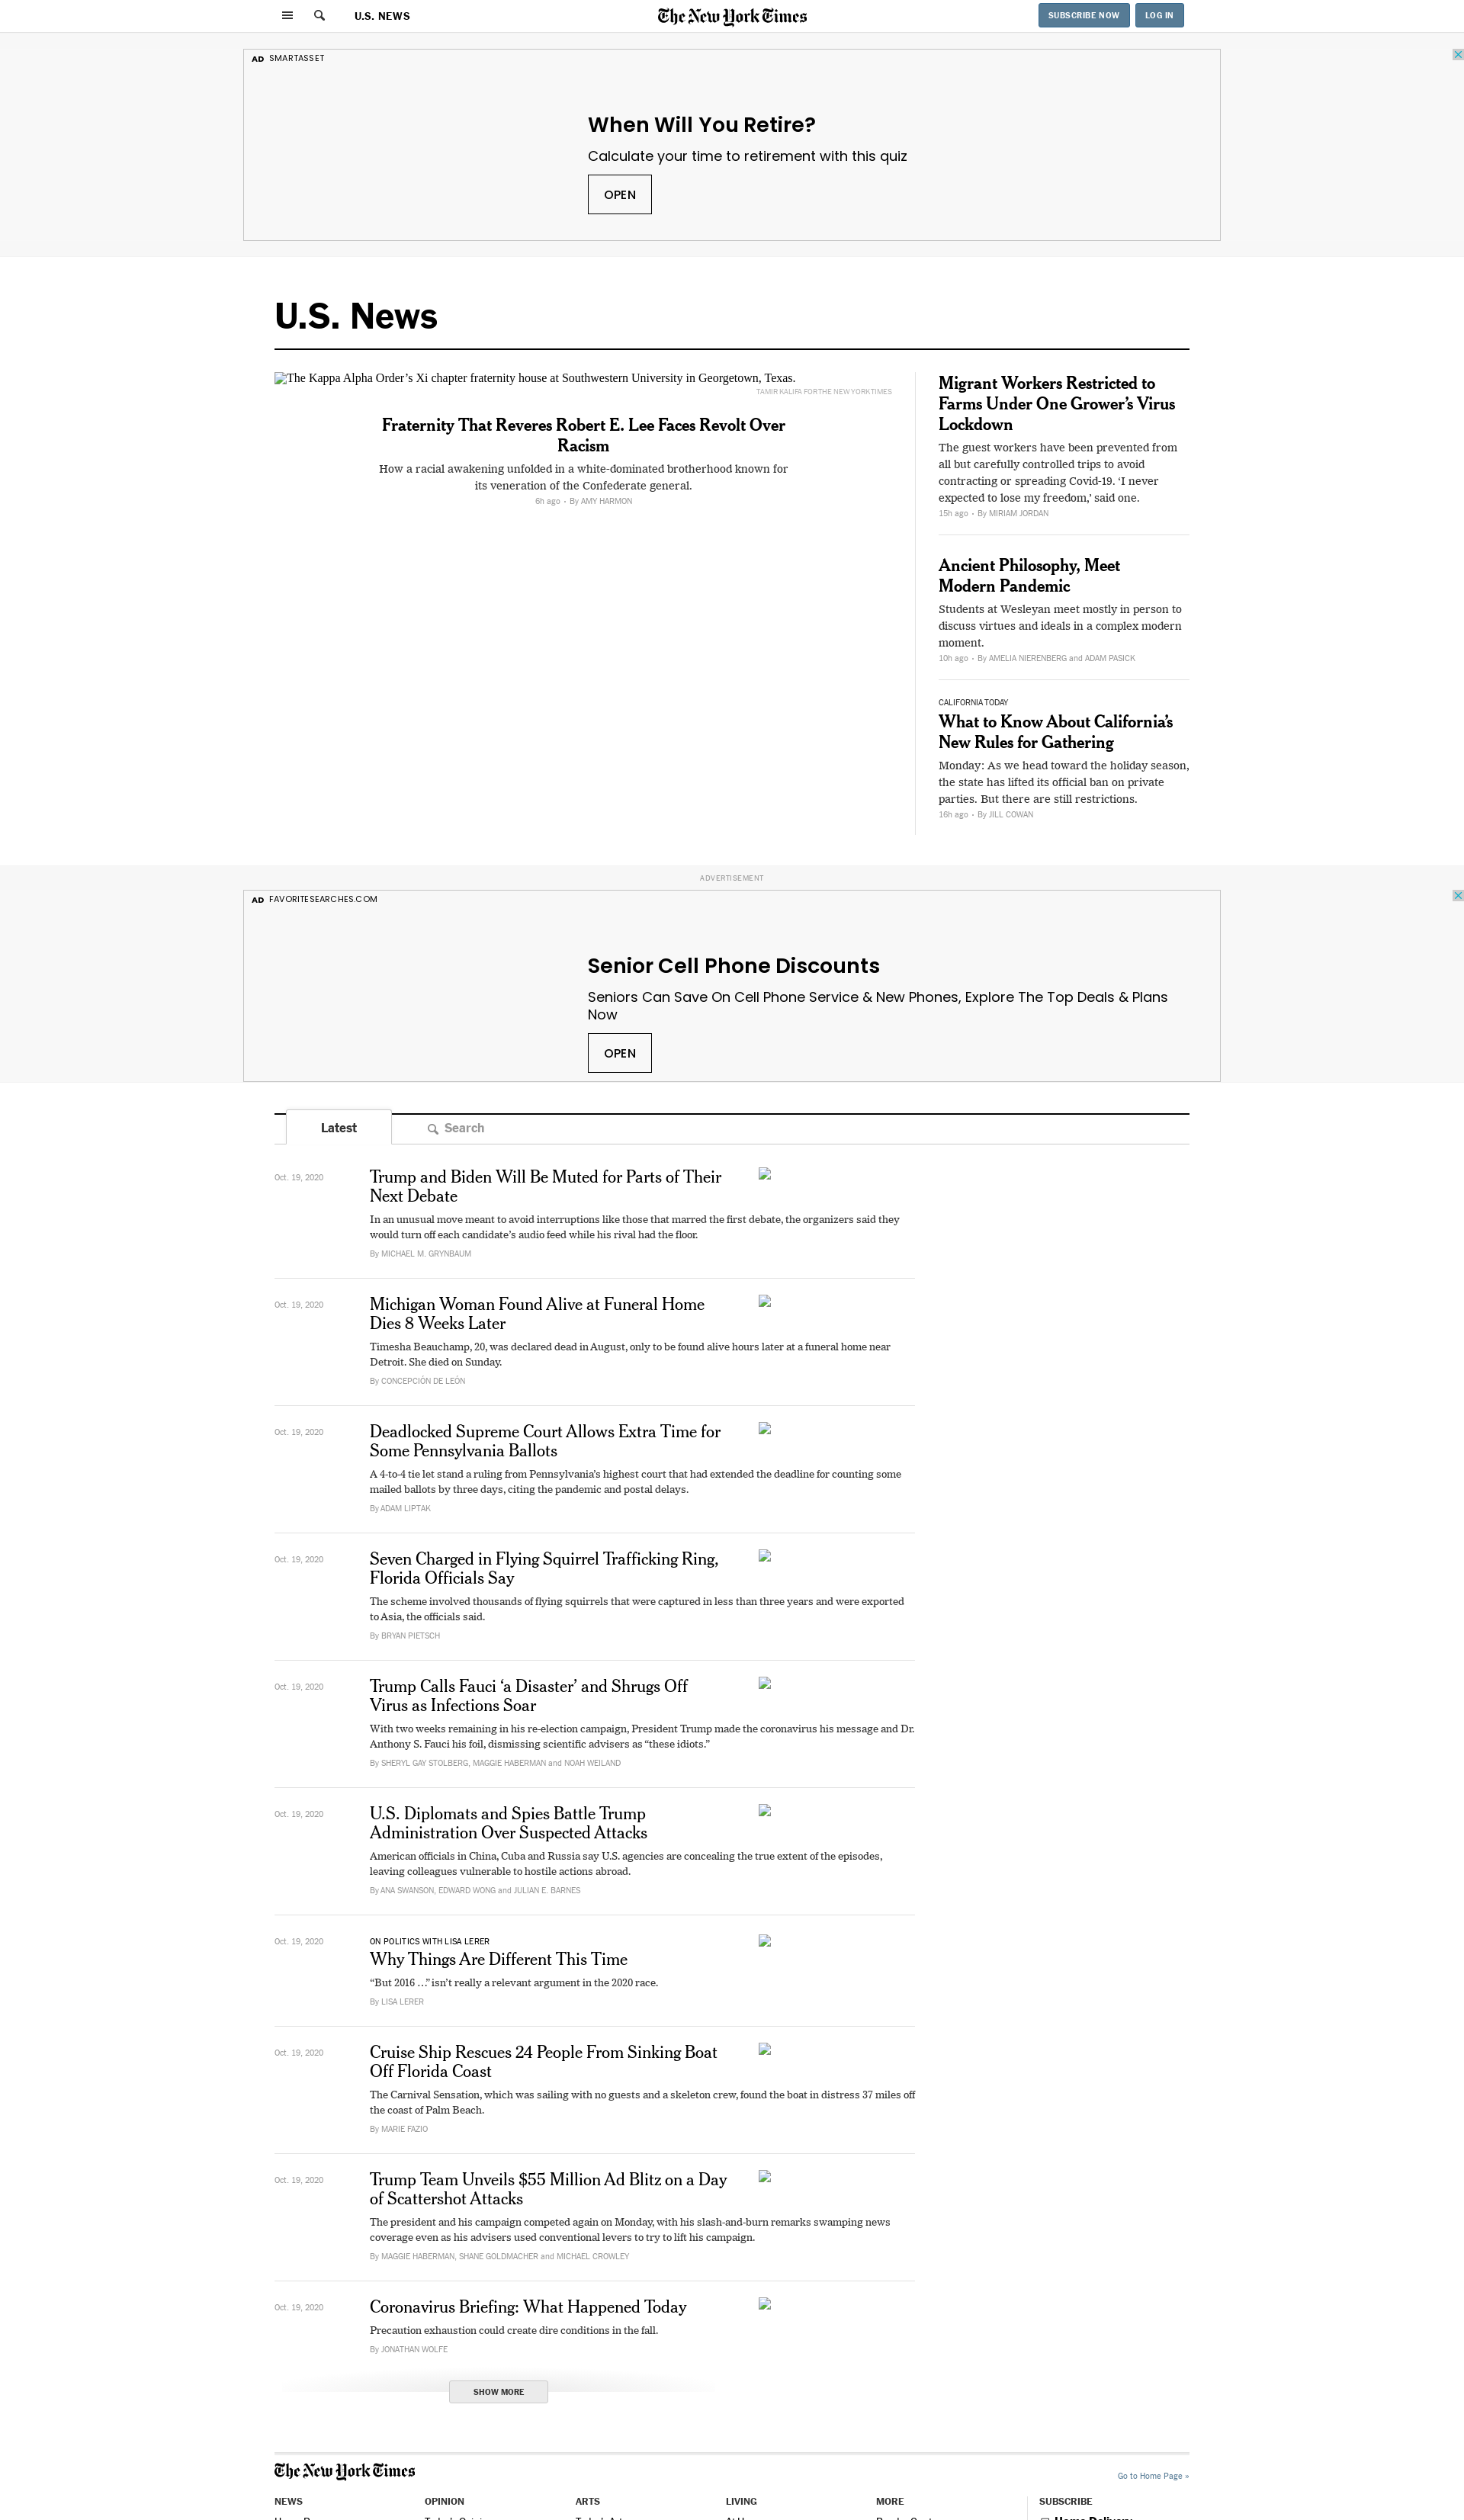 U.S. NEWS
The New York Times
SUBSCRIBE NOW
LOG IN
AD SMARTASSET
When Will You Retire?
Calculate your time to retirement with this quiz
OPEN
U.S. News
The Kappa Alpha Order’s Xi chapter fraternity house at Southwestern University in Georgetown, Texas.
TAMIR KALIFA FOR THE NEW YORK TIMES
Fraternity That Reveres Robert E. Lee Faces Revolt Over
Racism
How a racial awakening unfolded in a white-dominated brotherhood known for
its veneration of the Confederate general.
6h ago • By AMY HARMON
Migrant Workers Restricted to
Farms Under One Grower’s Virus
Lockdown
The guest workers have been prevented from
all but carefully controlled trips to avoid
contracting or spreading Covid-19. ‘I never
expected to lose my freedom,’ said one.
15h ago • By MIRIAM JORDAN
Ancient Philosophy, Meet
Modern Pandemic
Students at Wesleyan meet mostly in person to
discuss virtues and ideals in a complex modern
moment.
10h ago • By AMELIA NIERENBERG and ADAM PASICK
CALIFORNIA TODAY
What to Know About California’s
New Rules for Gathering
Monday: As we head toward the holiday season,
the state has lifted its official ban on private
parties. But there are still restrictions.
16h ago • By JILL COWAN
ADVERTISEMENT
AD FAVORITESEARCHES.COM
Senior Cell Phone Discounts
Seniors Can Save On Cell Phone Service & New Phones, Explore The Top Deals & Plans
Now
OPEN
Latest
Search
Oct. 19, 2020
Trump and Biden Will Be Muted for Parts of Their
Next Debate
In an unusual move meant to avoid interruptions like those that marred the first debate, the organizers said they
would turn off each candidate’s audio feed while his rival had the floor.
By MICHAEL M. GRYNBAUM
Oct. 19, 2020
Michigan Woman Found Alive at Funeral Home
Dies 8 Weeks Later
Timesha Beauchamp, 20, was declared dead in August, only to be found alive hours later at a funeral home near
Detroit. She died on Sunday.
By CONCEPCIÓN DE LEÓN
Oct. 19, 2020
Deadlocked Supreme Court Allows Extra Time for
Some Pennsylvania Ballots
A 4-to-4 tie let stand a ruling from Pennsylvania’s highest court that had extended the deadline for counting some
mailed ballots by three days, citing the pandemic and postal delays.
By ADAM LIPTAK
Oct. 19, 2020
Seven Charged in Flying Squirrel Trafficking Ring,
Florida Officials Say
The scheme involved thousands of flying squirrels that were captured in less than three years and were exported
to Asia, the officials said.
By BRYAN PIETSCH
Oct. 19, 2020
Trump Calls Fauci ‘a Disaster’ and Shrugs Off
Virus as Infections Soar
With two weeks remaining in his re-election campaign, President Trump made the coronavirus his message and Dr.
Anthony S. Fauci his foil, dismissing scientific advisers as “these idiots.”
By SHERYL GAY STOLBERG, MAGGIE HABERMAN and NOAH WEILAND
Oct. 19, 2020
U.S. Diplomats and Spies Battle Trump
Administration Over Suspected Attacks
American officials in China, Cuba and Russia say U.S. agencies are concealing the true extent of the episodes,
leaving colleagues vulnerable to hostile actions abroad.
By ANA SWANSON, EDWARD WONG and JULIAN E. BARNES
Oct. 19, 2020
ON POLITICS WITH LISA LERER
Why Things Are Different This Time
“But 2016 …” isn’t really a relevant argument in the 2020 race.
By LISA LERER
Oct. 19, 2020
Cruise Ship Rescues 24 People From Sinking Boat
Off Florida Coast
The Carnival Sensation, which was sailing with no guests and a skeleton crew, found the boat in distress 37 miles off
the coast of Palm Beach.
By MARIE FAZIO
Oct. 19, 2020
Trump Team Unveils $55 Million Ad Blitz on a Day
of Scattershot Attacks
The president and his campaign competed again on Monday, with his slash-and-burn remarks swamping news
coverage even as his advisers used conventional levers to try to lift his campaign.
By MAGGIE HABERMAN, SHANE GOLDMACHER and MICHAEL CROWLEY
Oct. 19, 2020
Coronavirus Briefing: What Happened Today
Precaution exhaustion could create dire conditions in the fall.
By JONATHAN WOLFE
SHOW MORE
The New York Times
Go to Home Page »
NEWS
OPINION
ARTS
LIVING
MORE
SUBSCRIBE